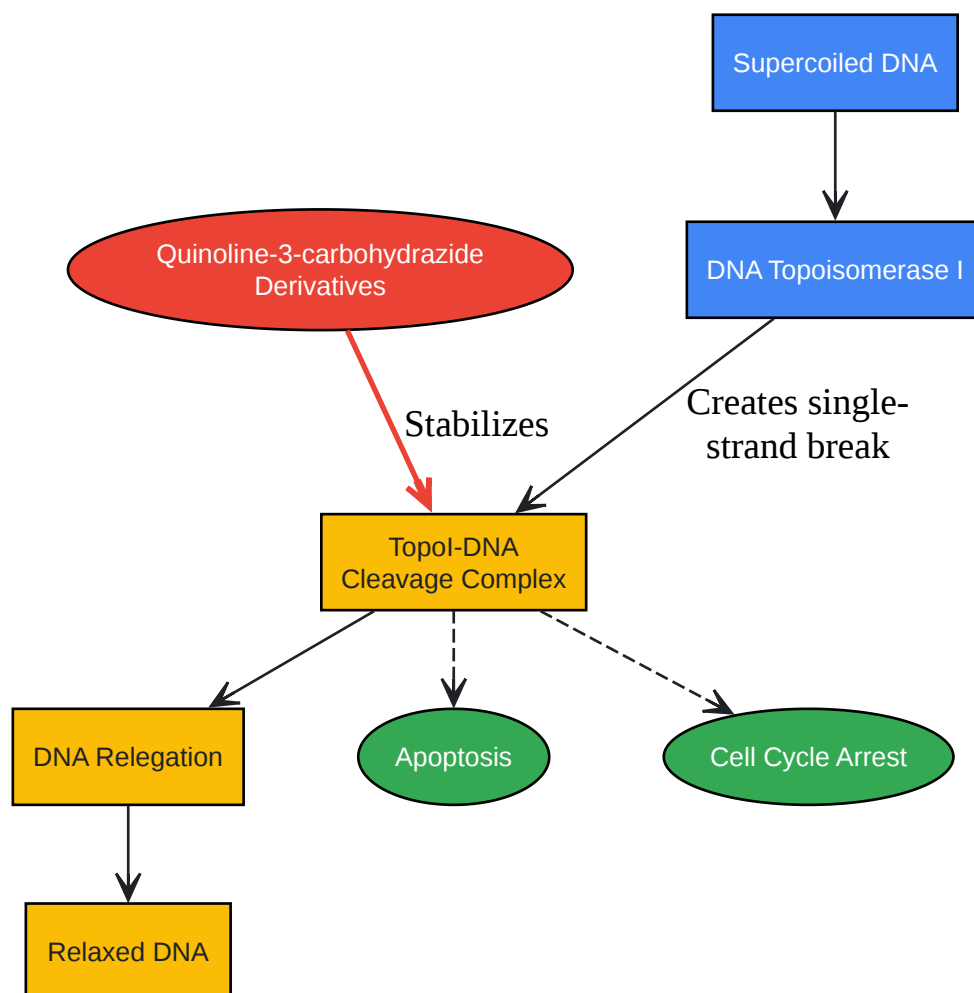 Supercoiled DNA
Quinoline-3-carbohydrazide
Derivatives
DNA Topoisomerase I
Stabilizes
Creates single-
strand break
TopoI-DNA
Cleavage Complex
DNA Relegation
Apoptosis
Cell Cycle Arrest
Relaxed DNA